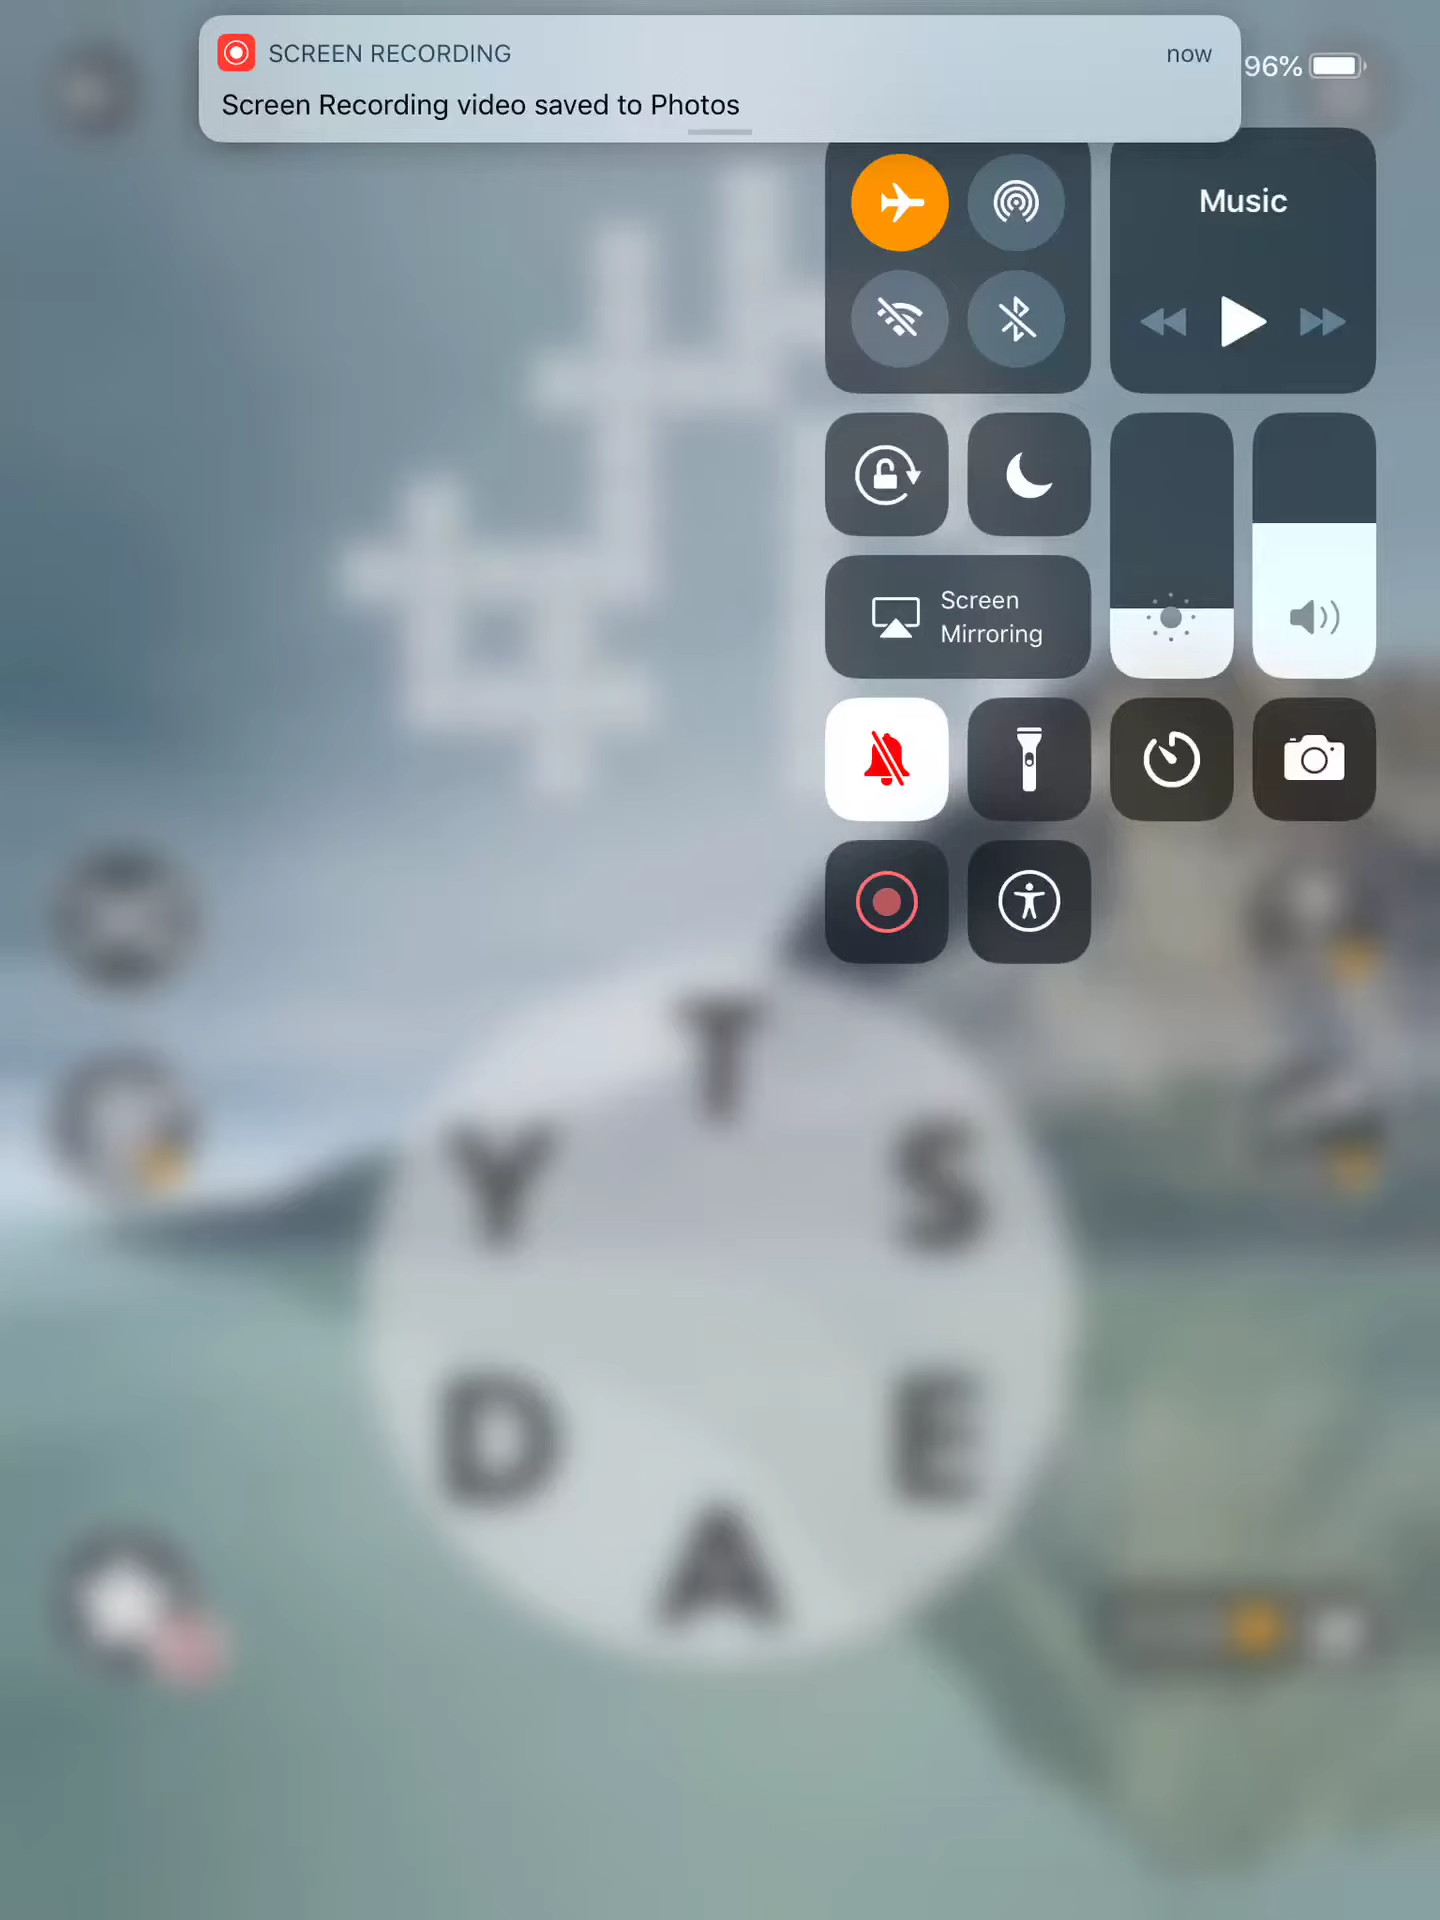 SCREEN RECORDING
now
Screen Recording video saved to Photos
96%
Music
Screen
Mirroring
T
Y
S
D
E
A